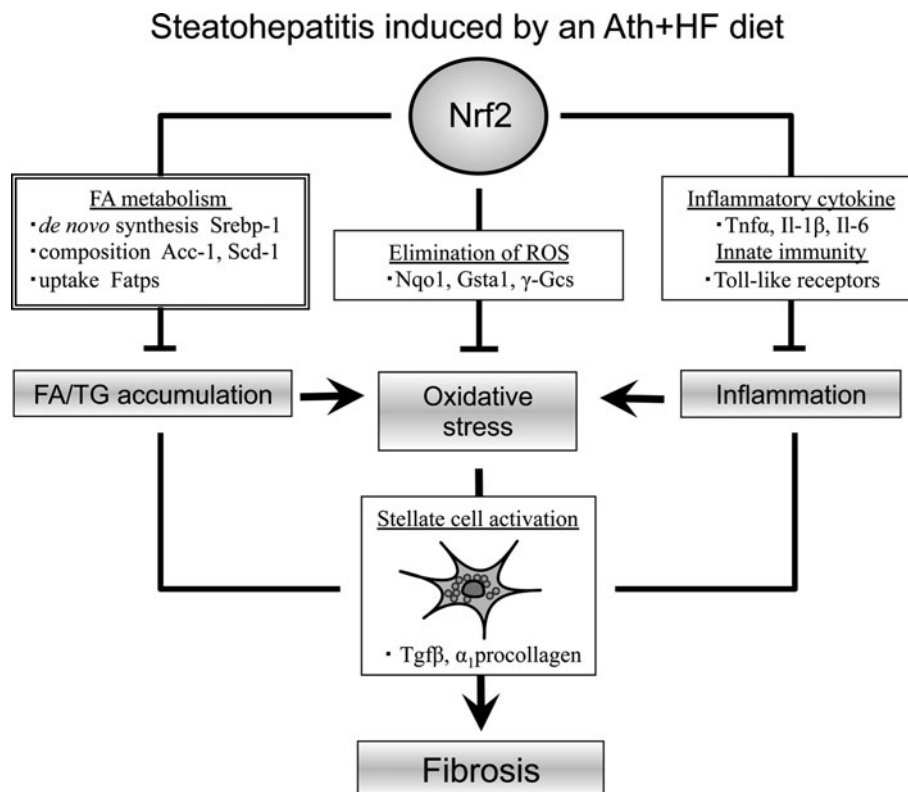 Steatohepatitis induced by an Ath+HF diet
Nrf2
FA metabolism
・de novo synthesis Srebp-1
・composition Acc-1, Scd-1
・uptake Fatps
Elimination of ROS
・Nqo1, Gsta1, γ-Gcs
Inflammatory cytokine
・Tnfα, Il-1β, Il-6
Innate immunity
・Toll-like receptors
FA/TG accumulation
Oxidative
stress
Inflammation
Stellate cell activation
・Tgfβ, α₁procollagen
Fibrosis